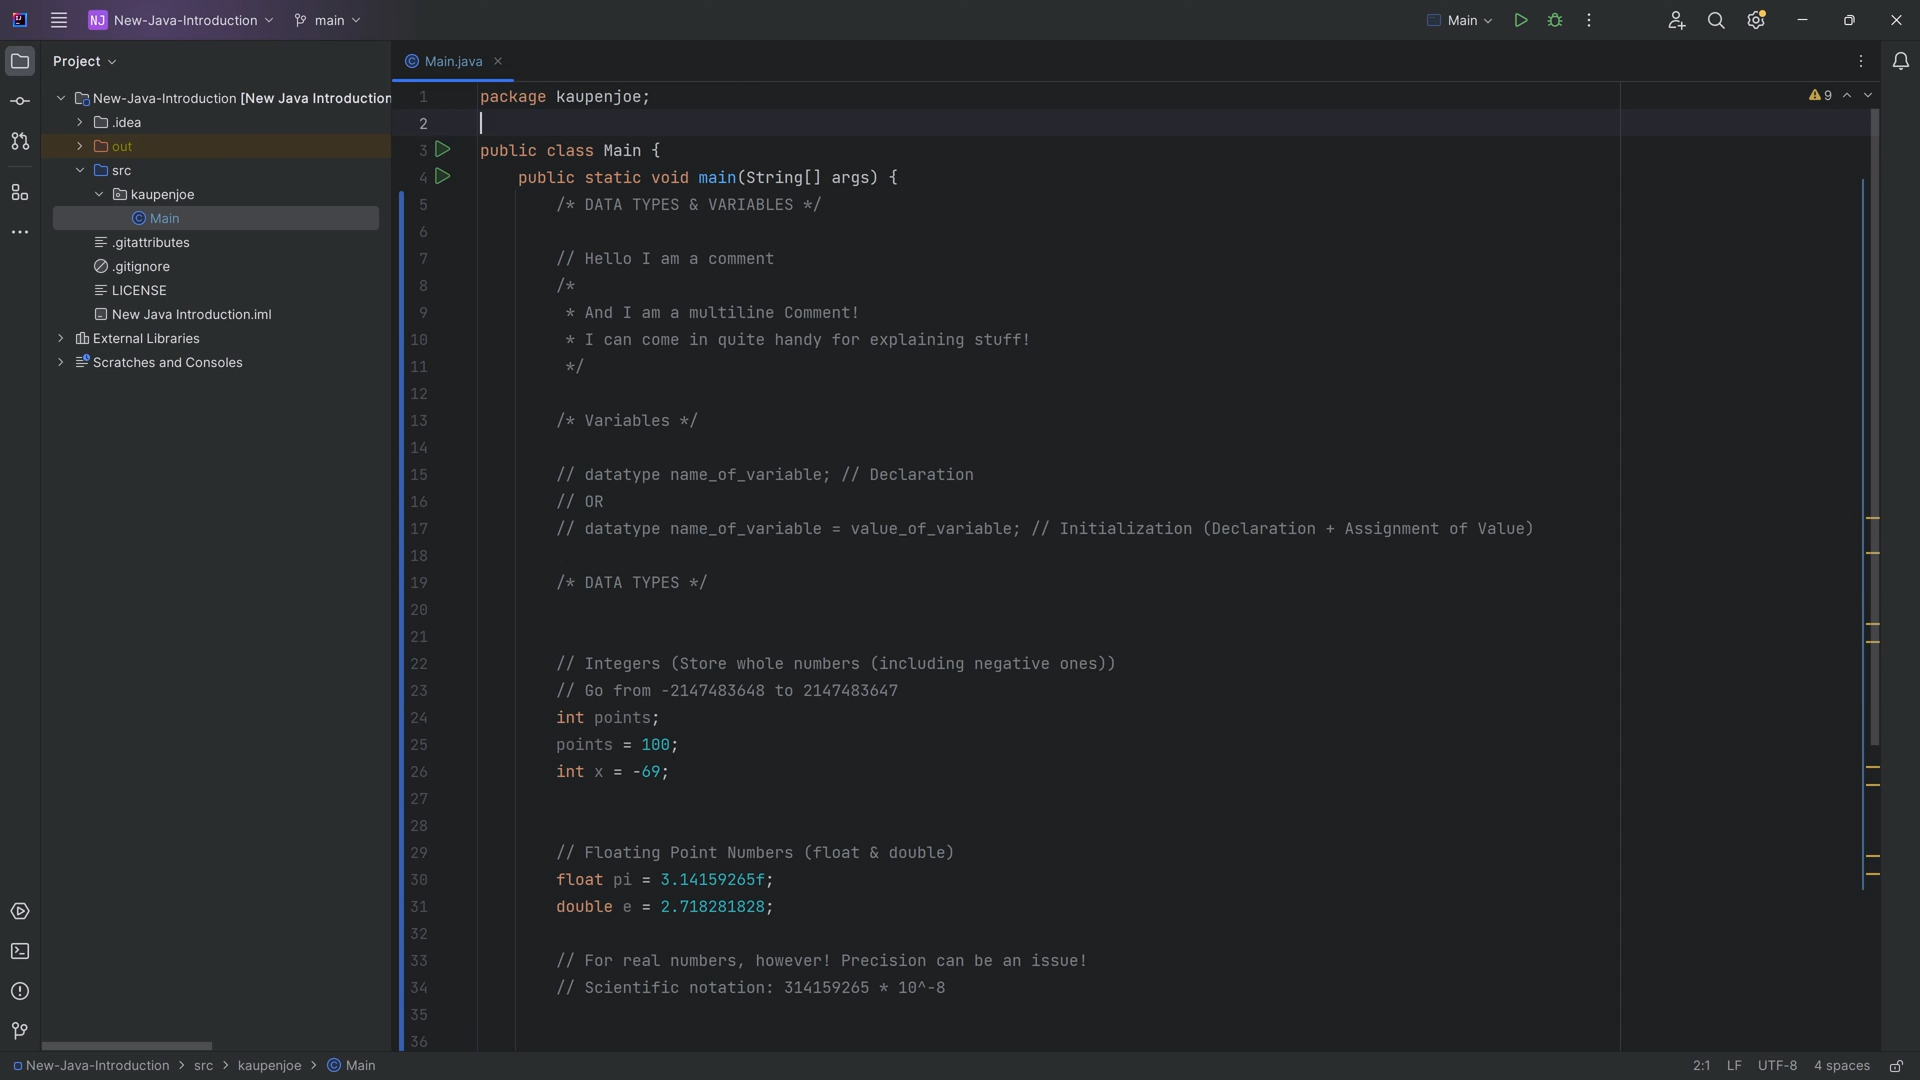 NJ New-Java-Introduction main Main
Project
New-Java-Introduction [New Java Introduction
.idea
out
src
kaupenjoe
Main
.gitattributes
.gitignore
LICENSE
New Java Introduction.iml
External Libraries
Scratches and Consoles
Main.java
9
1 package kaupenjoe;
2
3 public class Main {
4 public static void main(String[] args) {
5 /* DATA TYPES & VARIABLES */
6
7 // Hello I am a comment
8 /*
9 * And I am a multiline Comment!
10 * I can come in quite handy for explaining stuff!
11 */
12
13 /* Variables */
14
15 // datatype name_of_variable; // Declaration
16 // OR
17 // datatype name_of_variable = value_of_variable; // Initialization (Declaration + Assignment of Value)
18
19 /* DATA TYPES */
20
21
22 // Integers (Store whole numbers (including negative ones))
23 // Go from -2147483648 to 2147483647
24 int points;
25 points = 100;
26 int x = -69;
27
28
29 // Floating Point Numbers (float & double)
30 float pi = 3.14159265f;
31 double e = 2.718281828;
32
33 // For real numbers, however! Precision can be an issue!
34 // Scientific notation: 314159265 * 10^-8
35
36
New-Java-Introduction > src > kaupenjoe > Main
2:1 LF UTF-8 4 spaces